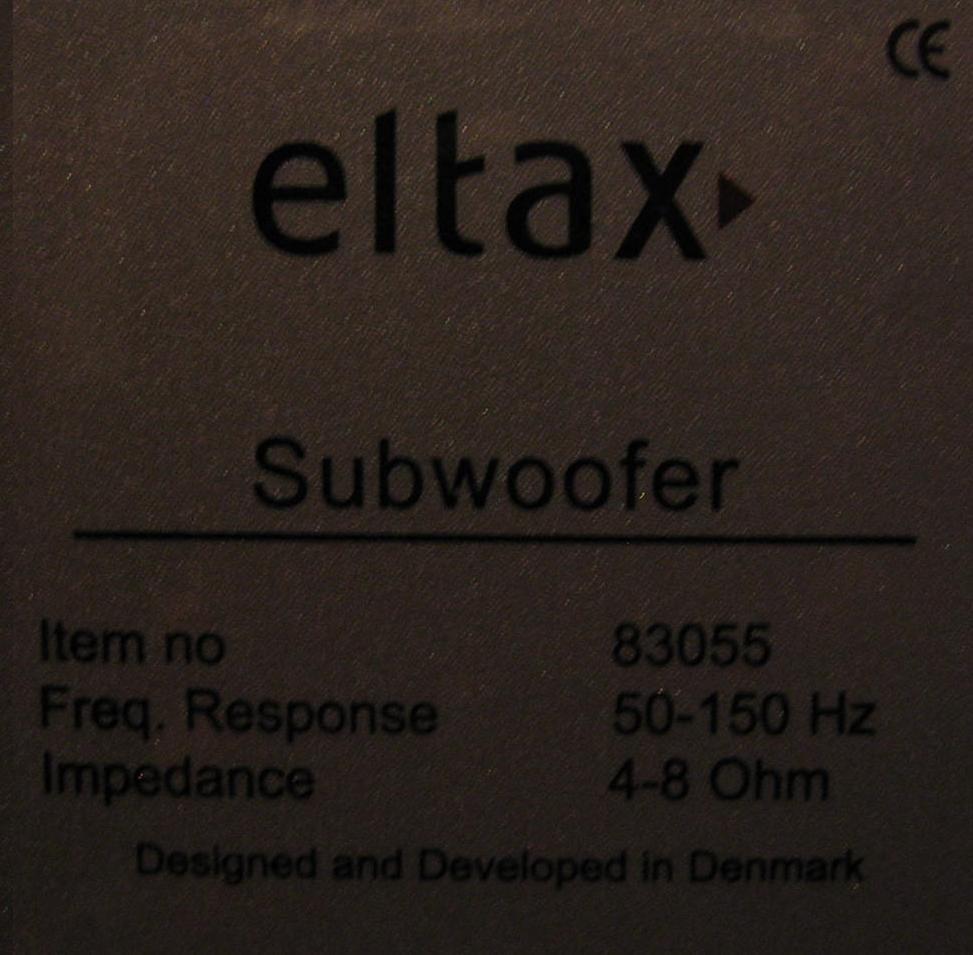 CE
eltax
Subwoofer
Item no 83055
Freq. Response 50-150 Hz
Impedance 4-8 Ohm
Designed and Developed in Denmark